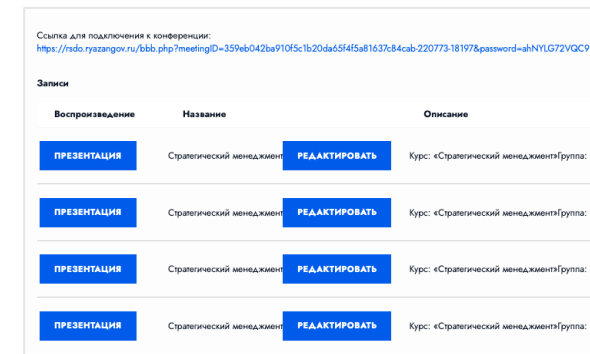 Ссылка для подключения к конференции:
https://rsdo.ryazangov.ru/bbb.php?meetingID=359eb042ba910f5c1b20da65f4f5a81637c84cab-220773-18197&password=ahNYLG72VQC9
Записи
Воспроизведение Название Описание
ПРЕЗЕНТАЦИЯ Стратегический менеджмент РЕДАКТИРОВАТЬ Курс: «Стратегический менеджмент»Группа:
ПРЕЗЕНТАЦИЯ Стратегический менеджмент РЕДАКТИРОВАТЬ Курс: «Стратегический менеджмент»Группа:
ПРЕЗЕНТАЦИЯ Стратегический менеджмент РЕДАКТИРОВАТЬ Курс: «Стратегический менеджмент»Группа:
ПРЕЗЕНТАЦИЯ Стратегический менеджмент РЕДАКТИРОВАТЬ Курс: «Стратегический менеджмент»Группа: